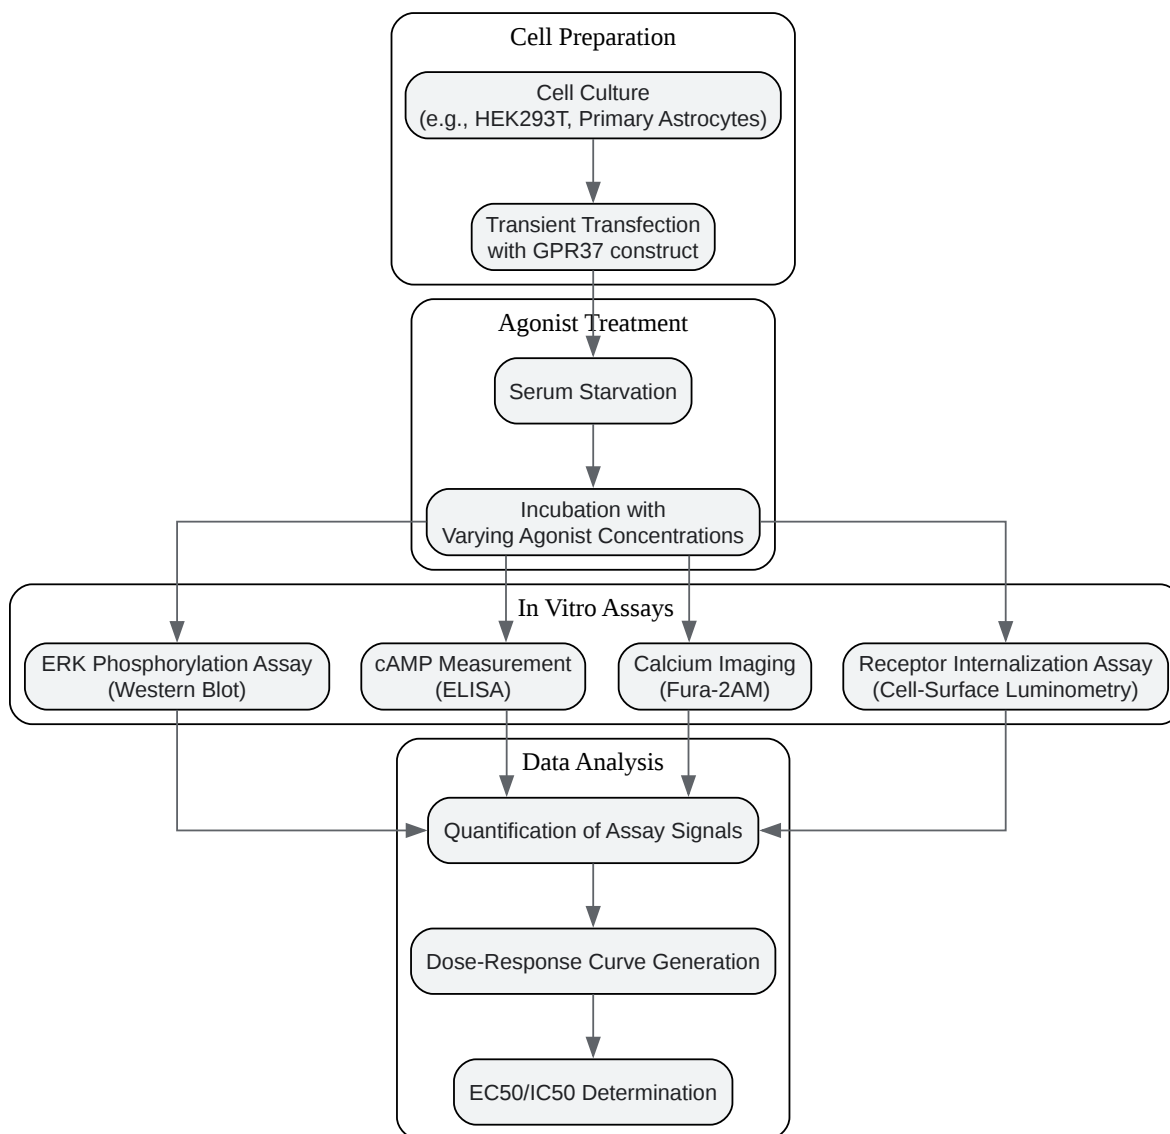 Cell Preparation
Cell Culture
(e.g., HEK293T, Primary Astrocytes)
Transient Transfection
with GPR37 construct
Agonist Treatment
Serum Starvation
Incubation with
Varying Agonist Concentrations
In Vitro Assays
ERK Phosphorylation Assay
(Western Blot)
cAMP Measurement
(ELISA)
Calcium Imaging
(Fura-2AM)
Receptor Internalization Assay
(Cell-Surface Luminometry)
Data Analysis
Quantification of Assay Signals
Dose-Response Curve Generation
EC50/IC50 Determination